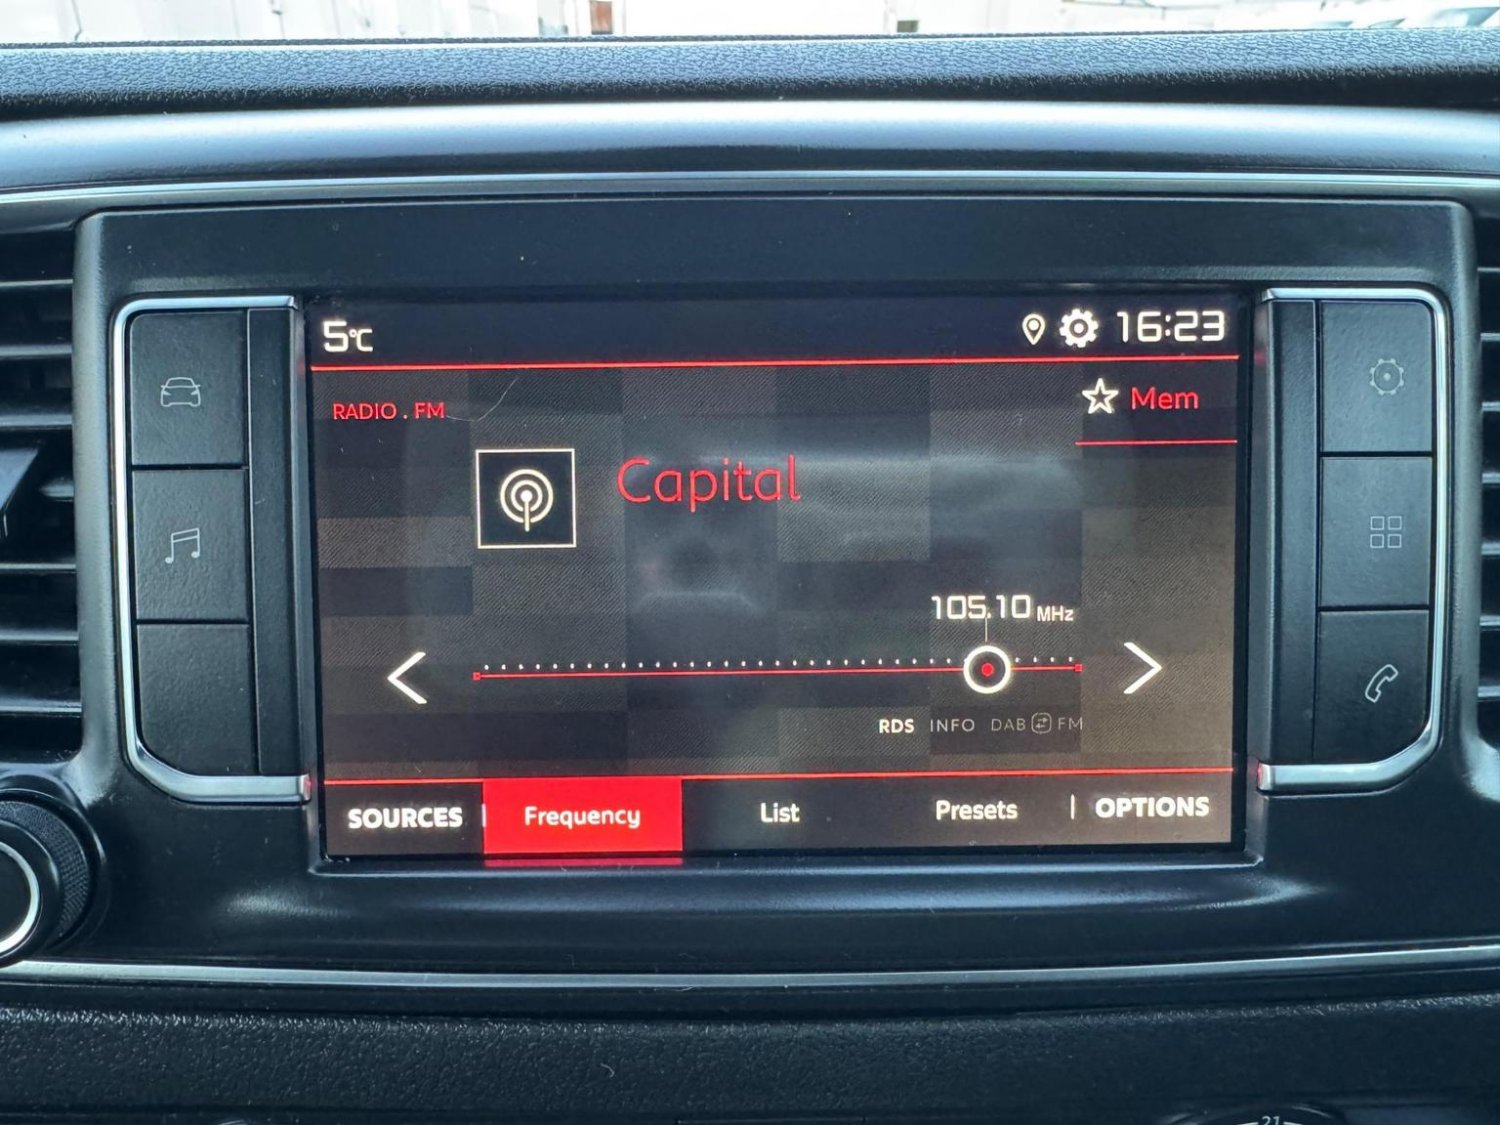 5°C
16:23
RADIO . FM
Mem
Capital
105.10 MHz
RDS INFO DAB FM
SOURCES | Frequency List Presets | OPTIONS
21